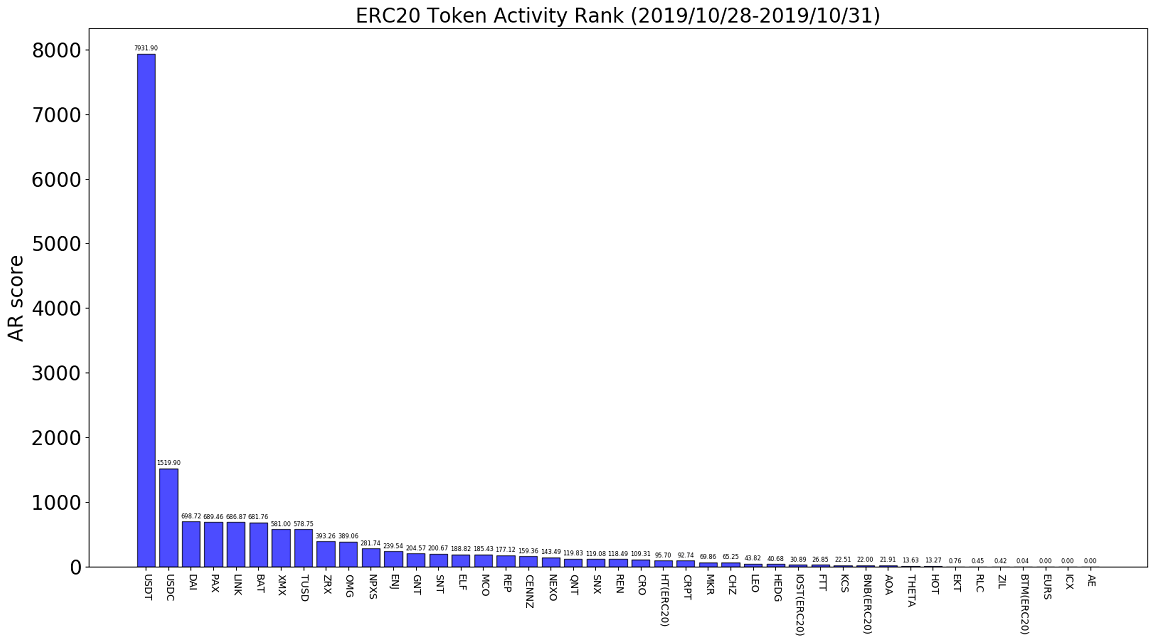 ERC20 Token Activity Rank (2019/10/28-2019/10/31)
AR score
8000
7000
6000
5000
4000
3000
2000
1000
0
7931.90
1519.90
698.72
689.46
686.87
681.76
581.00
578.75
393.26
389.06
281.74
239.54
204.57
200.67
188.82
185.43
177.12
159.36
143.49
119.83
119.08
118.49
109.31
95.70
92.74
69.86
65.25
43.82
40.68
30.89
26.85
22.51
22.00
21.91
13.63
13.27
0.76
0.45
0.42
0.04
0.00
0.00
0.00
USDT
USDC
DAI
PAX
LINK
BAT
XMX
TUSD
ZRX
OMG
NPXS
ENJ
GNT
SNT
ELF
MCO
REP
CENNZ
NEXO
QNT
SNX
REN
CRO
HT(ERC20)
CRPT
MKR
CHZ
LEO
HEDG
IOST(ERC20)
FTT
KCS
BNB(ERC20)
AOA
THETA
HOT
EKT
RLC
ZIL
BTM(ERC20)
EURS
ICX
AE